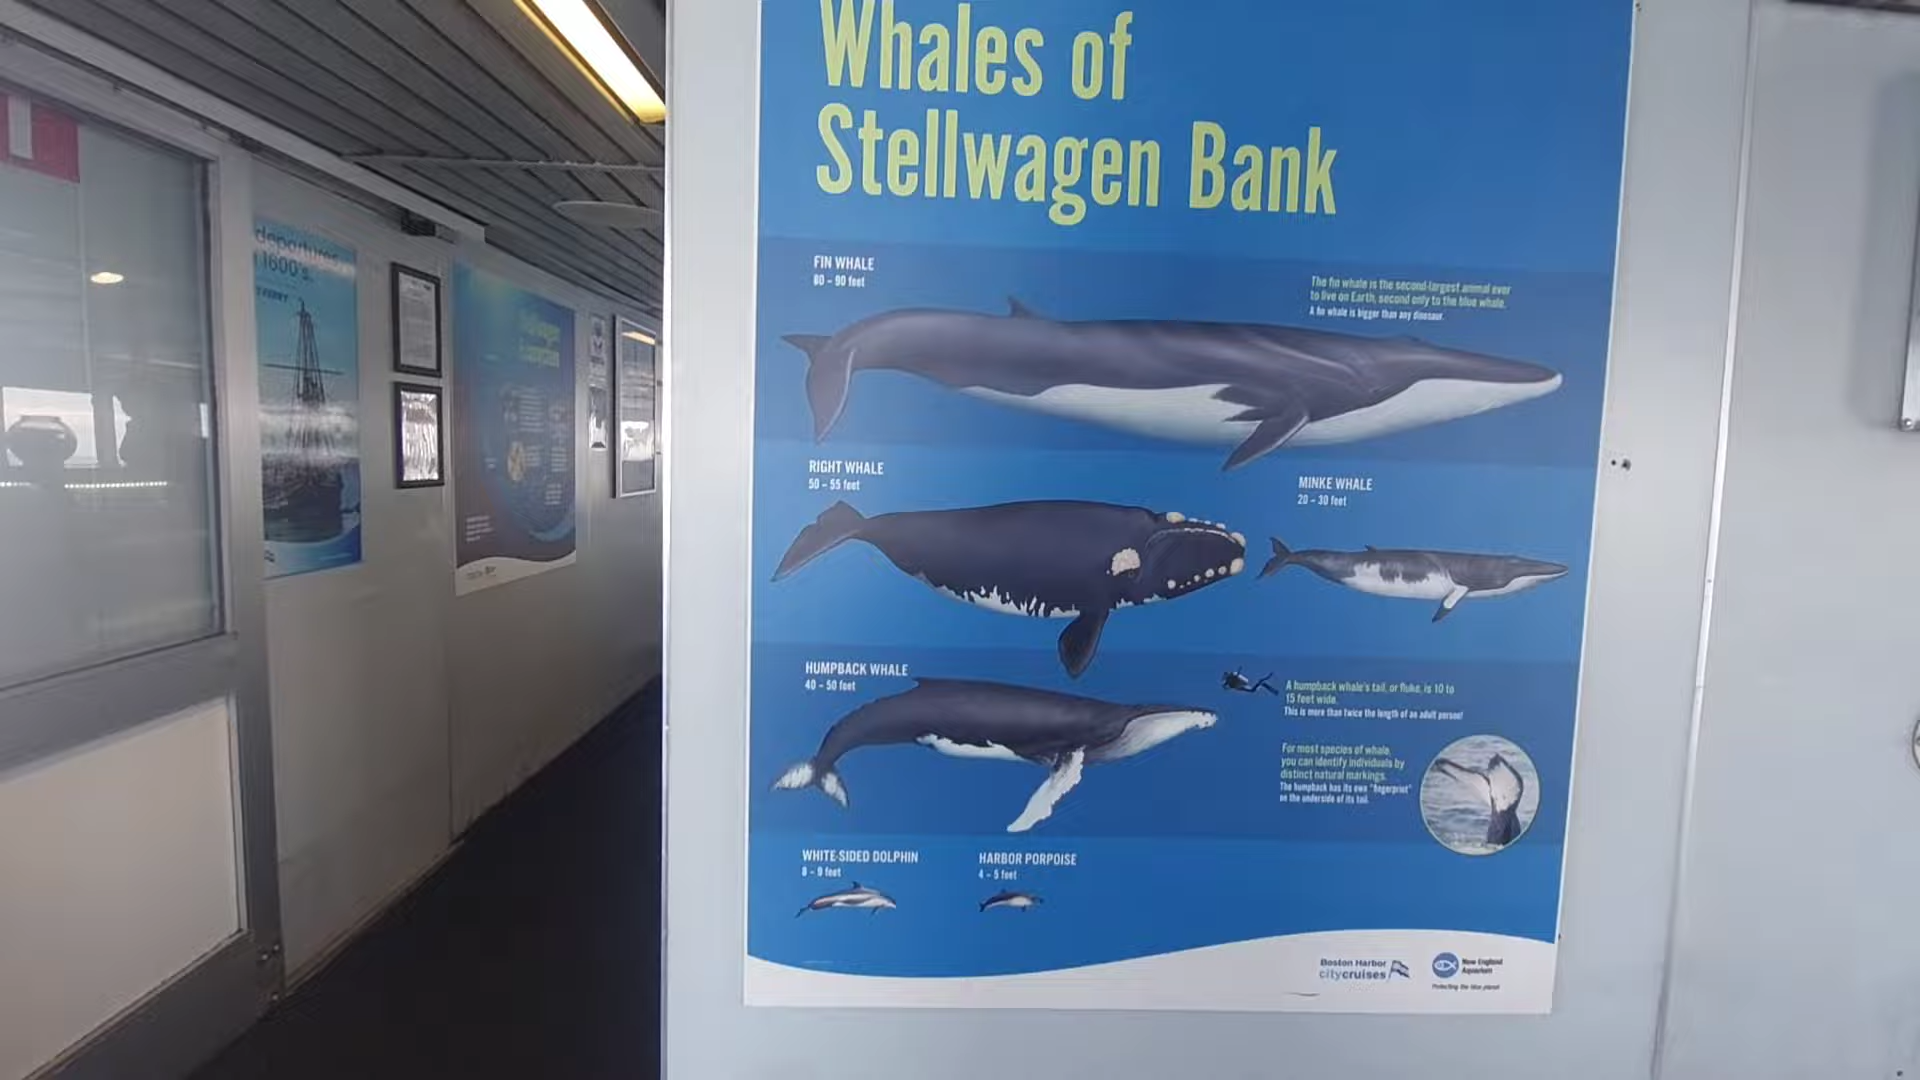 Whales of
Stellwagen Bank
FIN WHALE
80 – 90 feet
The fin whale is the second-largest animal ever
to live on Earth, second only to the blue whale.
A fin whale is bigger than any dinosaur.
RIGHT WHALE
50 – 55 feet
MINKE WHALE
20 – 30 feet
HUMPBACK WHALE
40 – 50 feet
A humpback whale's tail, or fluke, is 10 to
15 feet wide.
This is more than twice the length of an adult person!
For most species of whale,
you can identify individuals by
distinct natural markings.
The humpback has its own "fingerprint"
on the underside of its tail.
WHITE-SIDED DOLPHIN
8 – 9 feet
HARBOR PORPOISE
4 – 5 feet
Boston Harbor
citycruises
New England
Aquarium
Protecting the blue planet
departures
1600's.
FERRY